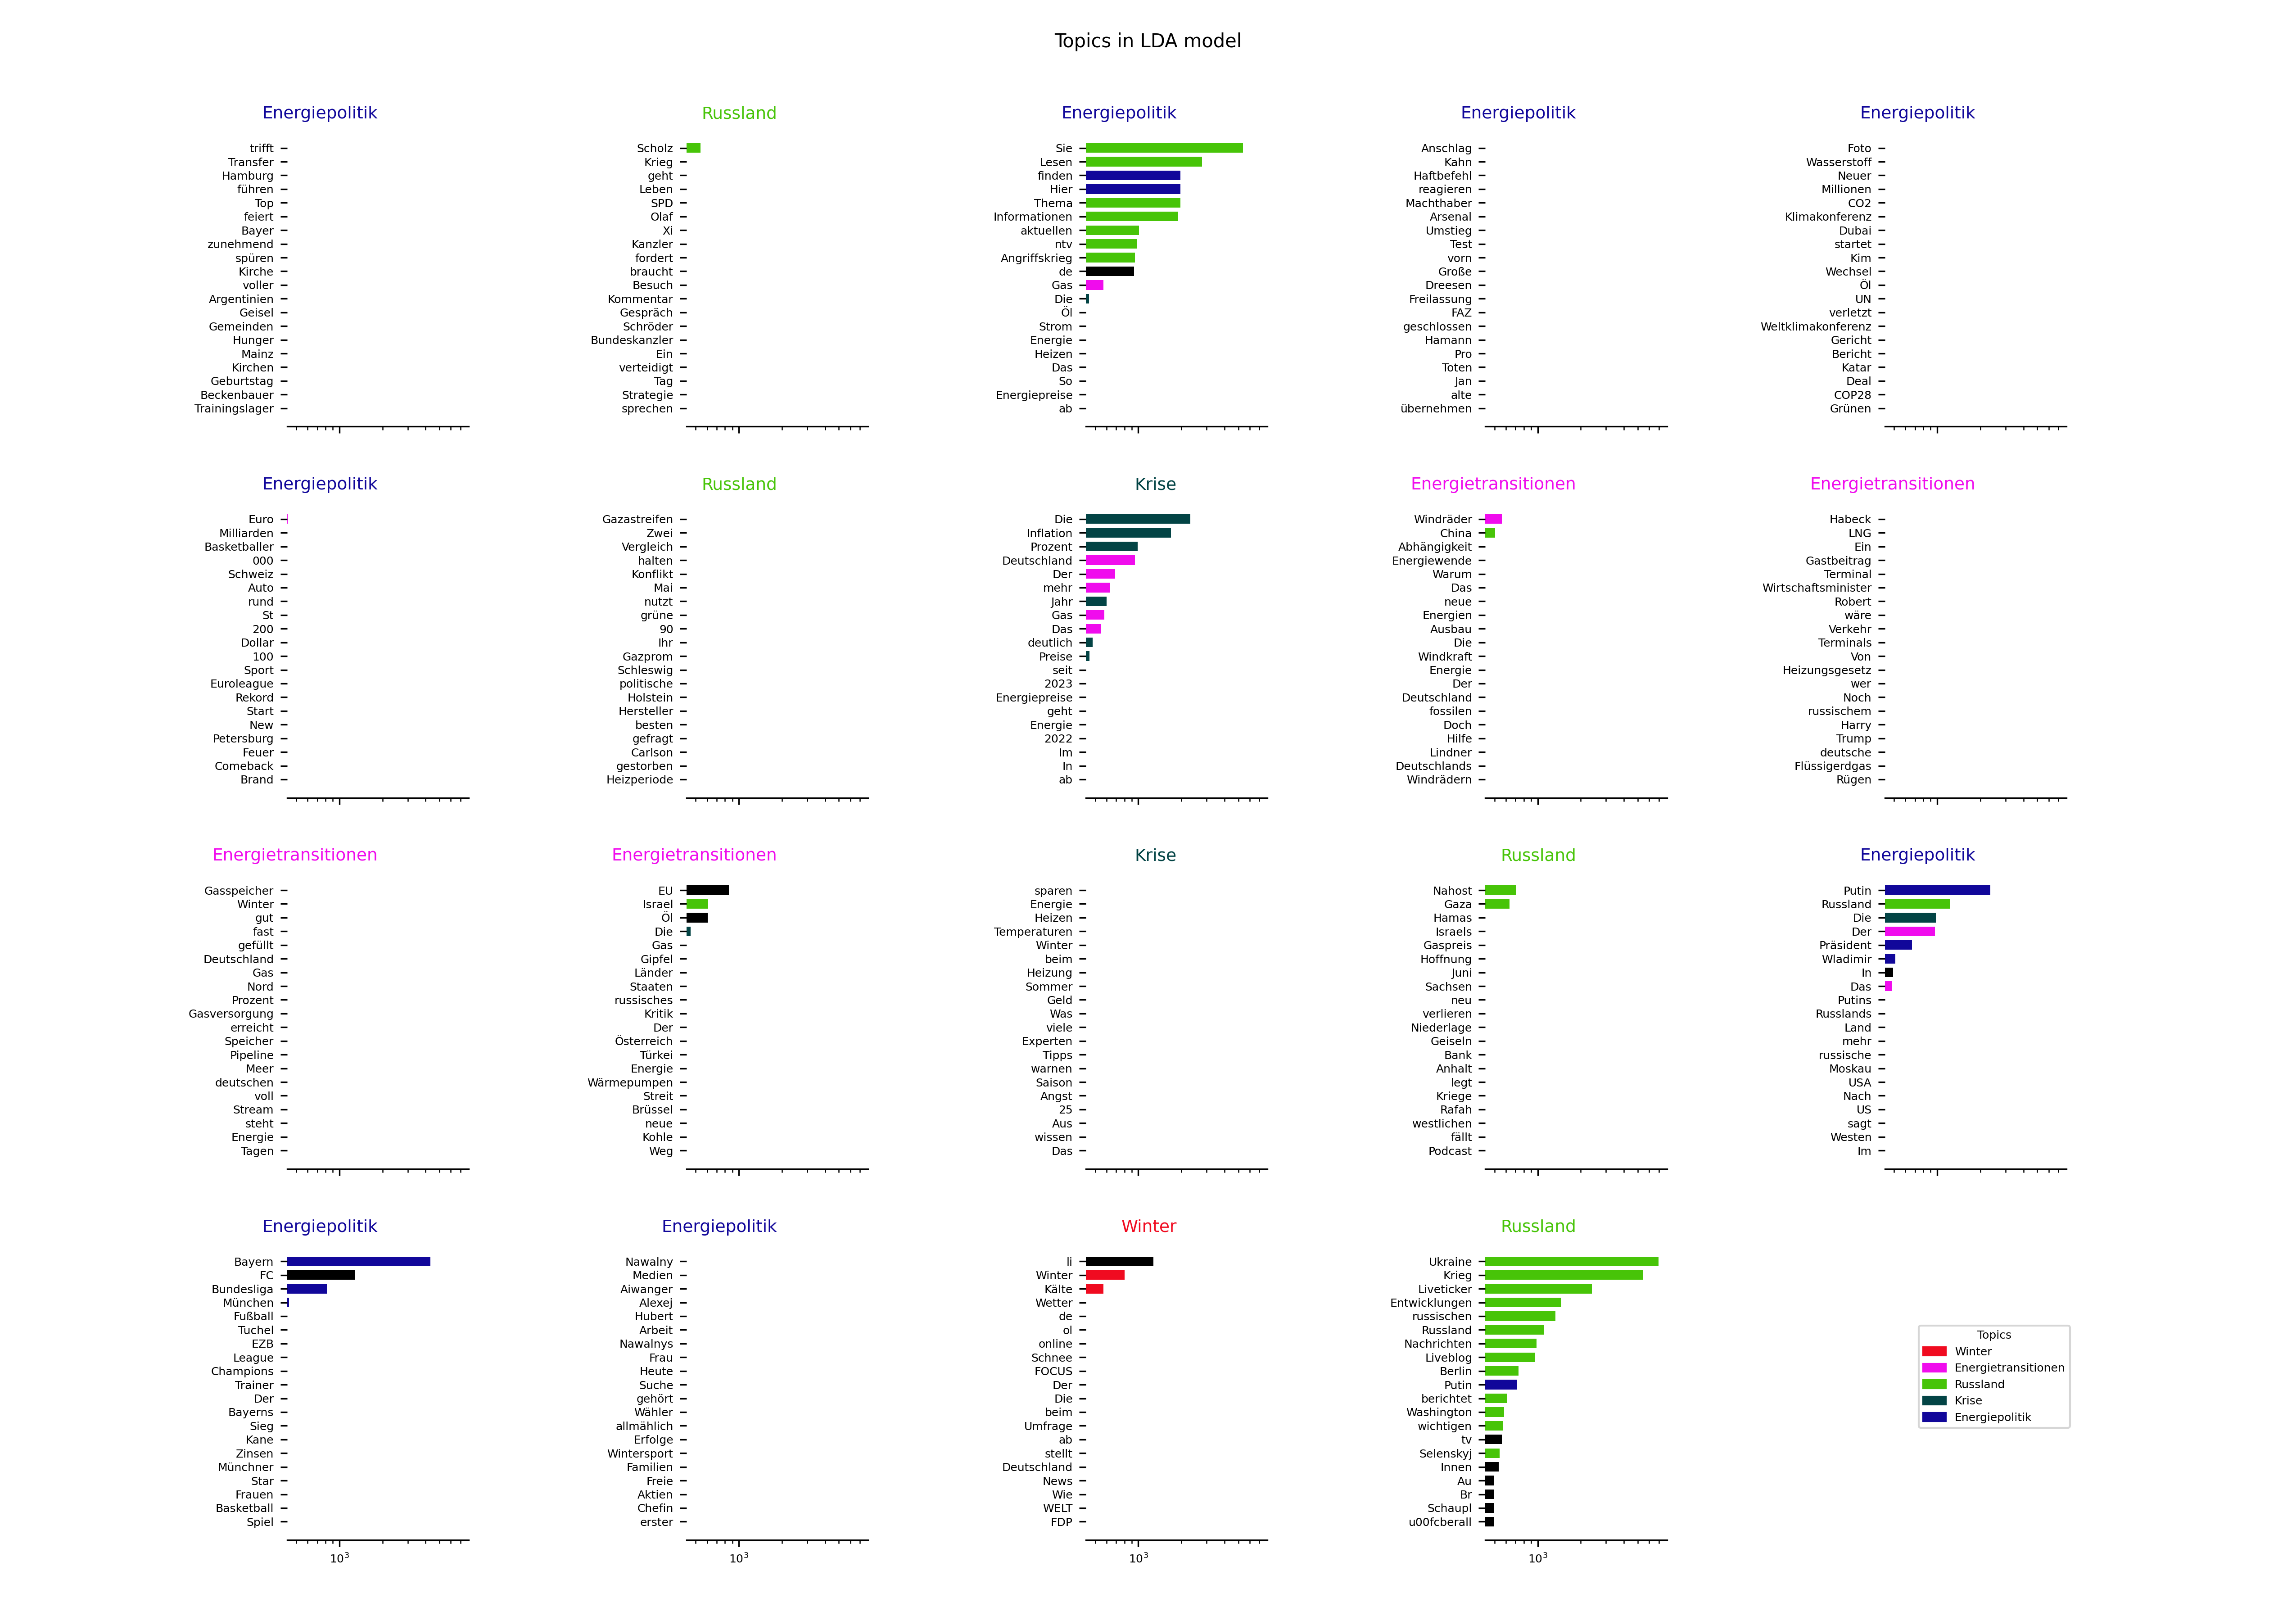 Topics in LDA model
Energiepolitik
trifft
Transfer
Hamburg
führen
Top
feiert
Bayer
zunehmend
spüren
Kirche
voller
Argentinien
Geisel
Gemeinden
Hunger
Mainz
Kirchen
Geburtstag
Beckenbauer
Trainingslager
Russland
Scholz
Krieg
geht
Leben
SPD
Olaf
Xi
Kanzler
fordert
braucht
Besuch
Kommentar
Gespräch
Schröder
Bundeskanzler
Ein
verteidigt
Tag
Strategie
sprechen
Energiepolitik
Sie
Lesen
finden
Hier
Thema
Informationen
aktuellen
ntv
Angriffskrieg
de
Gas
Die
Öl
Strom
Energie
Heizen
Das
So
Energiepreise
ab
Energiepolitik
Anschlag
Kahn
Haftbefehl
reagieren
Machthaber
Arsenal
Umstieg
Test
vorn
Große
Dreesen
Freilassung
FAZ
geschlossen
Hamann
Pro
Toten
Jan
alte
übernehmen
Energiepolitik
Foto
Wasserstoff
Neuer
Millionen
CO2
Klimakonferenz
Dubai
startet
Kim
Wechsel
Öl
UN
verletzt
Weltklimakonferenz
Gericht
Bericht
Katar
Deal
COP28
Grünen
Energiepolitik
Euro
Milliarden
Basketballer
000
Schweiz
Auto
rund
St
200
Dollar
100
Sport
Euroleague
Rekord
Start
New
Petersburg
Feuer
Comeback
Brand
Russland
Gazastreifen
Zwei
Vergleich
halten
Konflikt
Mai
nutzt
grüne
90
Ihr
Gazprom
Schleswig
politische
Holstein
Hersteller
besten
gefragt
Carlson
gestorben
Heizperiode
Krise
Die
Inflation
Prozent
Deutschland
Der
mehr
Jahr
Gas
Das
deutlich
Preise
seit
2023
Energiepreise
geht
Energie
2022
Im
In
ab
Energietransitionen
Windräder
China
Abhängigkeit
Energiewende
Warum
Das
neue
Energien
Ausbau
Die
Windkraft
Energie
Der
Deutschland
fossilen
Doch
Hilfe
Lindner
Deutschlands
Windrädern
Energietransitionen
Habeck
LNG
Ein
Gastbeitrag
Terminal
Wirtschaftsminister
Robert
wäre
Verkehr
Terminals
Von
Heizungsgesetz
wer
Noch
russischem
Harry
Trump
deutsche
Flüssigerdgas
Rügen
Energietransitionen
Gasspeicher
Winter
gut
fast
gefüllt
Deutschland
Gas
Nord
Prozent
Gasversorgung
erreicht
Speicher
Pipeline
Meer
deutschen
voll
Stream
steht
Energie
Tagen
Energietransitionen
EU
Israel
Öl
Die
Gas
Gipfel
Länder
Staaten
russisches
Kritik
Der
Österreich
Türkei
Energie
Wärmepumpen
Streit
Brüssel
neue
Kohle
Weg
Krise
sparen
Energie
Heizen
Temperaturen
Winter
beim
Heizung
Sommer
Geld
Was
viele
Experten
Tipps
warnen
Saison
Angst
25
Aus
wissen
Das
Russland
Nahost
Gaza
Hamas
Israels
Gaspreis
Hoffnung
Juni
Sachsen
neu
verlieren
Niederlage
Geiseln
Bank
Anhalt
legt
Kriege
Rafah
westlichen
fällt
Podcast
Energiepolitik
Putin
Russland
Die
Der
Präsident
Wladimir
In
Das
Putins
Russlands
Land
mehr
russische
Moskau
USA
Nach
US
sagt
Westen
Im
Energiepolitik
Bayern
FC
Bundesliga
München
Fußball
Tuchel
EZB
League
Champions
Trainer
Der
Bayerns
Sieg
Kane
Zinsen
Münchner
Star
Frauen
Basketball
Spiel
10³
Energiepolitik
Nawalny
Medien
Aiwanger
Alexej
Hubert
Arbeit
Nawalnys
Frau
Heute
Suche
gehört
Wähler
allmählich
Erfolge
Wintersport
Familien
Freie
Aktien
Chefin
erster
10³
Winter
li
Winter
Kälte
Wetter
de
ol
online
Schnee
FOCUS
Der
Die
beim
Umfrage
ab
stellt
Deutschland
News
Wie
WELT
FDP
10³
Russland
Ukraine
Krieg
Liveticker
Entwicklungen
russischen
Russland
Nachrichten
Liveblog
Berlin
Putin
berichtet
Washington
wichtigen
tv
Selenskyj
Innen
Au
Br
Schaupl
u00fcberall
10³
Topics
Winter
Energietransitionen
Russland
Krise
Energiepolitik